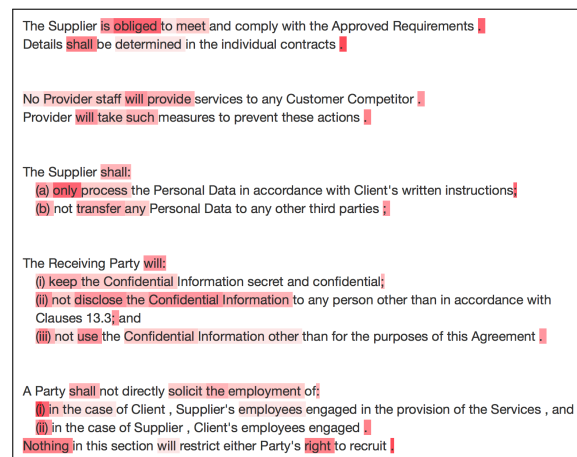 The Supplier is obliged to meet and comply with the Approved Requirements .
Details shall be determined in the individual contracts .
No Provider staff will provide services to any Customer Competitor .
Provider will take such measures to prevent these actions .
The Supplier shall:
(a) only process the Personal Data in accordance with Client's written instructions;
(b) not transfer any Personal Data to any other third parties ;
The Receiving Party will:
(i) keep the Confidential Information secret and confidential;
(ii) not disclose the Confidential Information to any person other than in accordance with
Clauses 13.3; and
(iii) not use the Confidential Information other than for the purposes of this Agreement .
A Party shall not directly solicit the employment of:
(i) in the case of Client , Supplier's employees engaged in the provision of the Services , and
(ii) in the case of Supplier , Client's employees engaged .
Nothing in this section will restrict either Party's right to recruit .